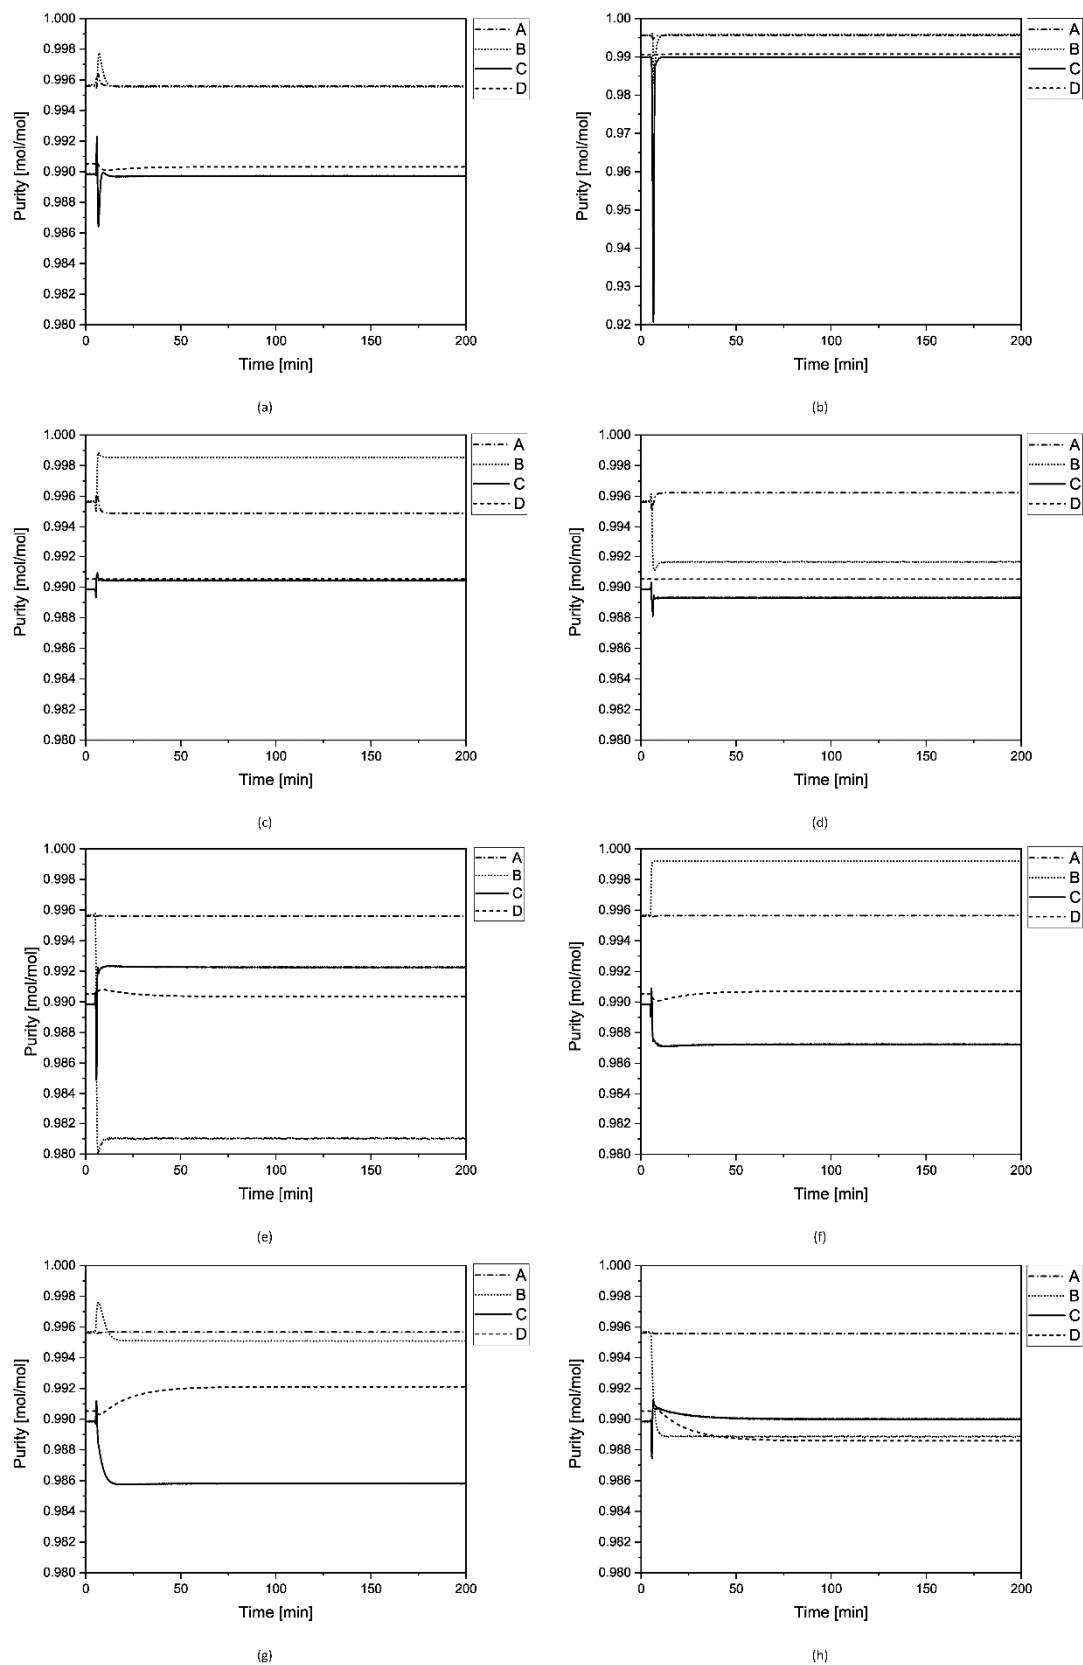 1.000
0.998
0.996
0.994
0.992
0.990
0.988
0.986
0.984
0.982
0.980
Purity [mol/mol]
0 50 100 150 200
Time [min]
A
B
C
D
(a)
1.00
0.99
0.98
0.97
0.96
0.95
0.94
0.93
0.92
Purity [mol/mol]
0 50 100 150 200
Time [min]
A
B
C
D
(b)
1.000
0.998
0.996
0.994
0.992
0.990
0.988
0.986
0.984
0.982
0.980
Purity [mol/mol]
0 50 100 150 200
Time [min]
A
B
C
D
(c)
1.000
0.998
0.996
0.994
0.992
0.990
0.988
0.986
0.984
0.982
0.980
Purity [mol/mol]
0 50 100 150 200
Time [min]
A
B
C
D
(d)
1.000
0.998
0.996
0.994
0.992
0.990
0.988
0.986
0.984
0.982
0.980
Purity [mol/mol]
0 50 100 150 200
Time [min]
A
B
C
D
(e)
1.000
0.998
0.996
0.994
0.992
0.990
0.988
0.986
0.984
0.982
0.980
Purity [mol/mol]
0 50 100 150 200
Time [min]
A
B
C
D
(f)
1.000
0.998
0.996
0.994
0.992
0.990
0.988
0.986
0.984
0.982
0.980
Purity [mol/mol]
0 50 100 150 200
Time [min]
A
B
C
D
(g)
1.000
0.998
0.996
0.994
0.992
0.990
0.988
0.986
0.984
0.982
0.980
Purity [mol/mol]
0 50 100 150 200
Time [min]
A
B
C
D
(h)